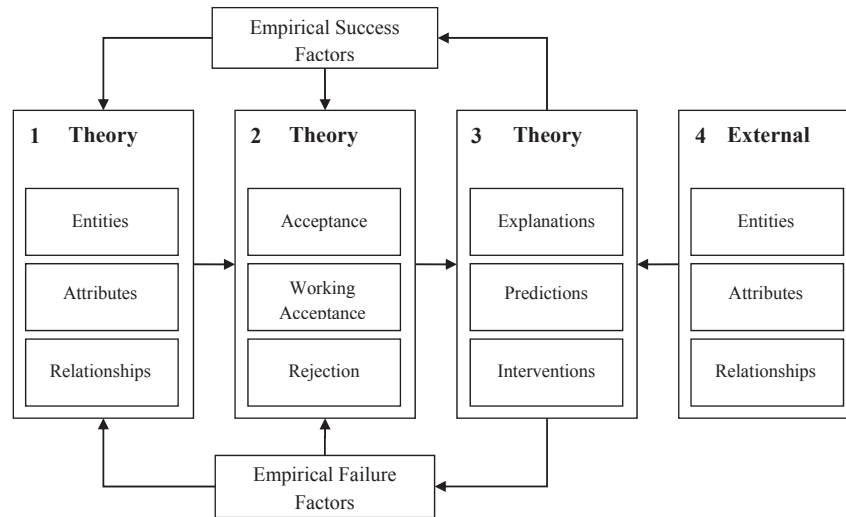 Empirical Success
Factors
1 Theory
2 Theory
3 Theory
4 External
Entities
Acceptance
Explanations
Entities
Attributes
Working
Acceptance
Predictions
Attributes
Relationships
Rejection
Interventions
Relationships
Empirical Failure
Factors